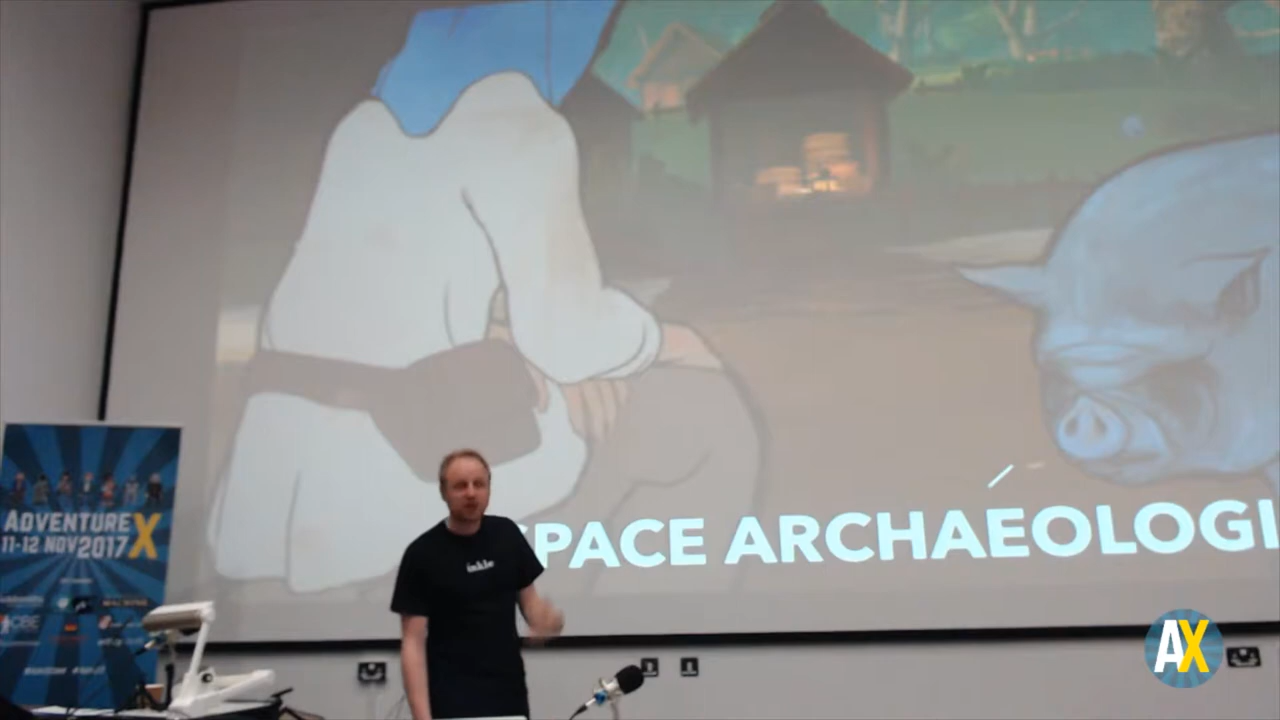 SPACE ARCHAEOLOGI
inkle
ADVENTURE X
11-12 NOV 2017
AX